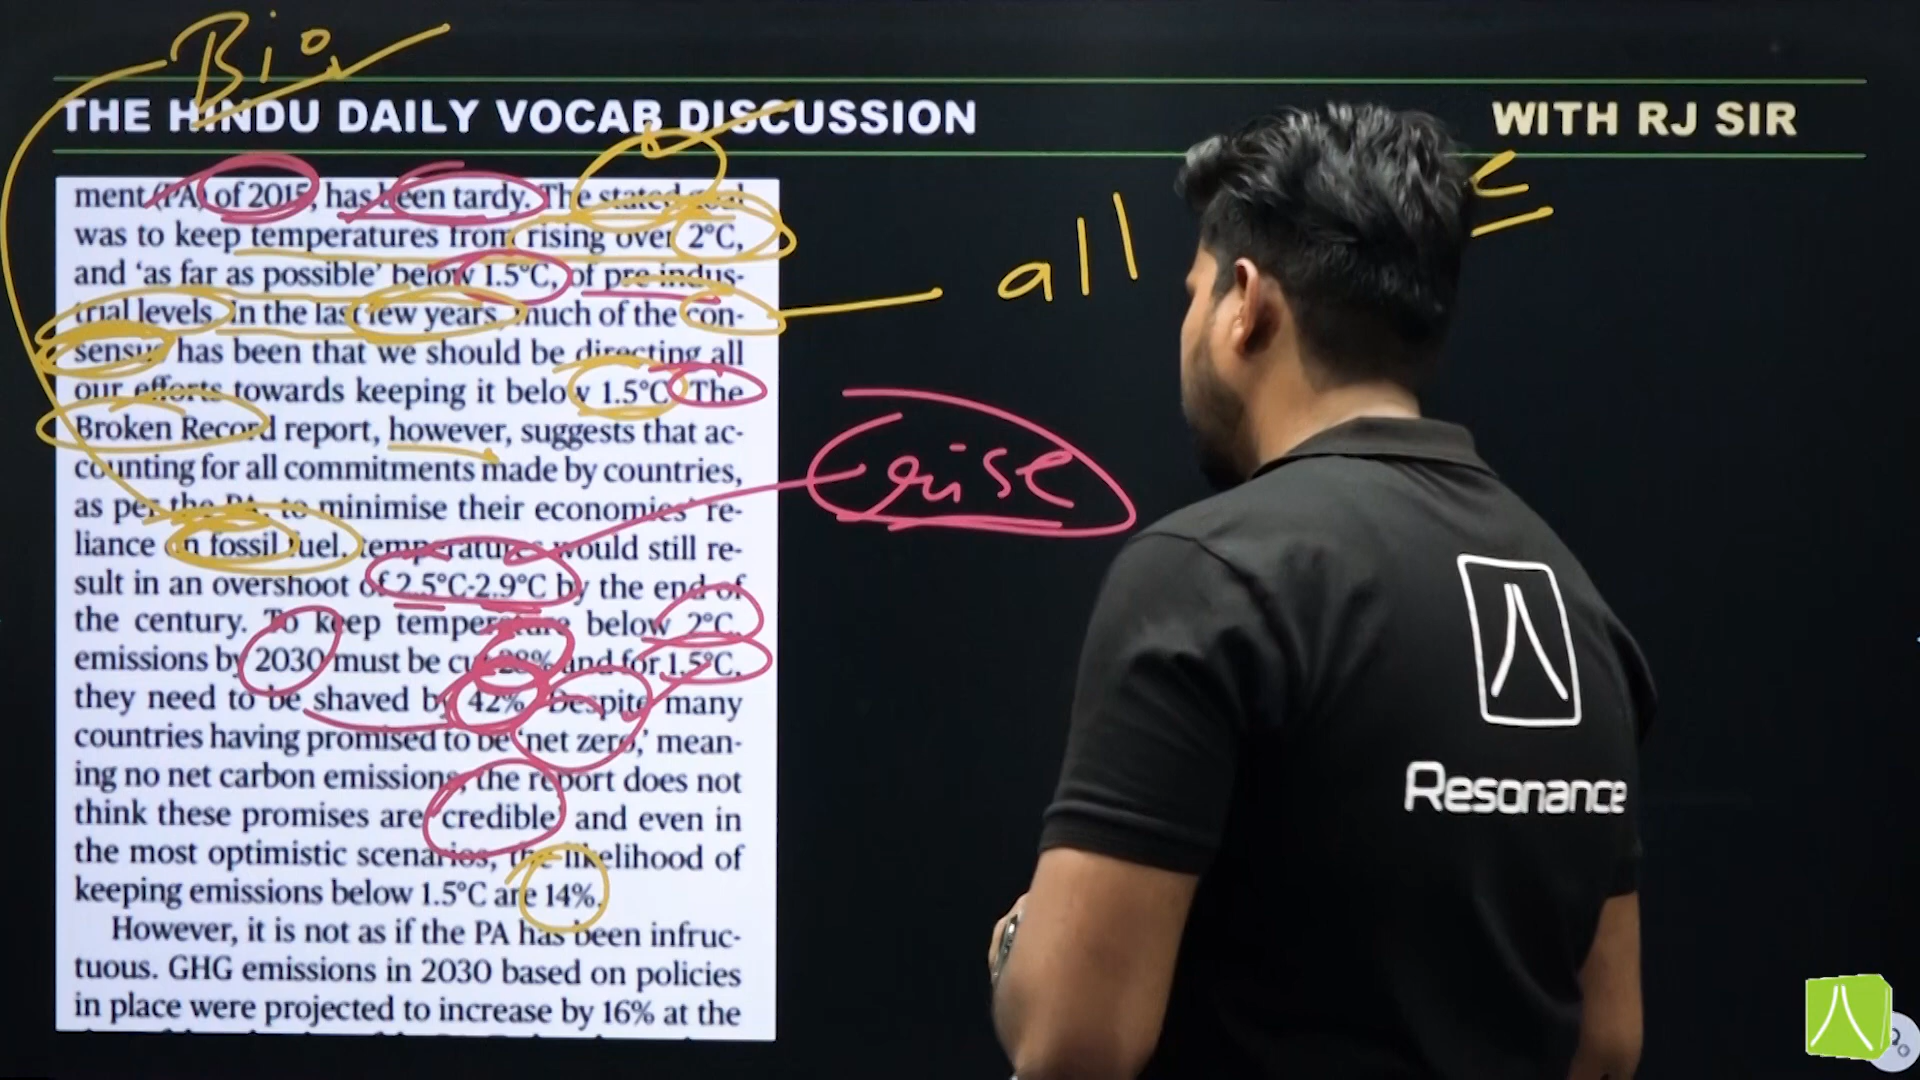 Bio
THE HINDU DAILY VOCAB DISCUSSION
WITH RJ SIR
ment (PA) of 2015, has been tardy. The stated goal
was to keep temperatures from rising over 2°C,
and ‘as far as possible’ below 1.5°C, of pre-indus-
trial levels. In the last few years, much of the con-
sensus has been that we should be directing all
our efforts towards keeping it below 1.5°C. The
Broken Record report, however, suggests that ac-
counting for all commitments made by countries,
as per the PA, to minimise their economies’ re-
liance on fossil fuel, temperatures would still re-
sult in an overshoot of 2.5°C-2.9°C by the end of
the century. To keep temperature below 2°C,
emissions by 2030 must be cut 28% and for 1.5°C,
they need to be shaved by 42%. Despite many
countries having promised to be ‘net zero,’ mean-
ing no net carbon emissions, the report does not
think these promises are ‘credible’ and even in
the most optimistic scenarios, the likelihood of
keeping emissions below 1.5°C are 14%.
However, it is not as if the PA has been infruc-
tuous. GHG emissions in 2030 based on policies
in place were projected to increase by 16% at the
all
rise
Resonance